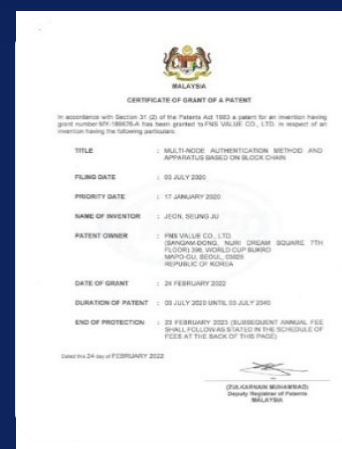 MALAYSIA
CERTIFICATE OF GRANT OF A PATENT
In accordance with Section 31 (2) of the Patents Act 1983 a patent for an invention having
grant number has been granted to FNS VALUE CO., LTD. in respect of an
invention having the following particulars:
TITLE : MULTI-NODE AUTHENTICATION METHOD AND
APPARATUS BASED ON BLOCK CHAIN
FILING DATE : 03 JULY 2020
PRIORITY DATE : 17 JANUARY 2020
NAME OF INVENTOR : JEON, SEUNG JU
PATENT OWNER : FNS VALUE CO., LTD.
(SANGAM-DONG, NURI DREAM SQUARE 7TH
FLOOR) 396, WORLD CUP BUKRO
MAPO-GU, SEOUL,
REPUBLIC OF KOREA
DATE OF GRANT : 24 FEBRUARY 2022
DURATION OF PATENT : 03 JULY 2020 UNTIL 03 JULY 2040
END OF PROTECTION : 23 FEBRUARY 2023 (SUBSEQUENT ANNUAL FEE
SHALL FOLLOW AS STATED IN THE SCHEDULE OF
FEES AT THE BACK OF THIS PAGE)
Dated this 24 day of FEBRUARY 2022
(ZULKARNAIN MUHAMMAD)
Deputy Registrar of Patents
MALAYSIA